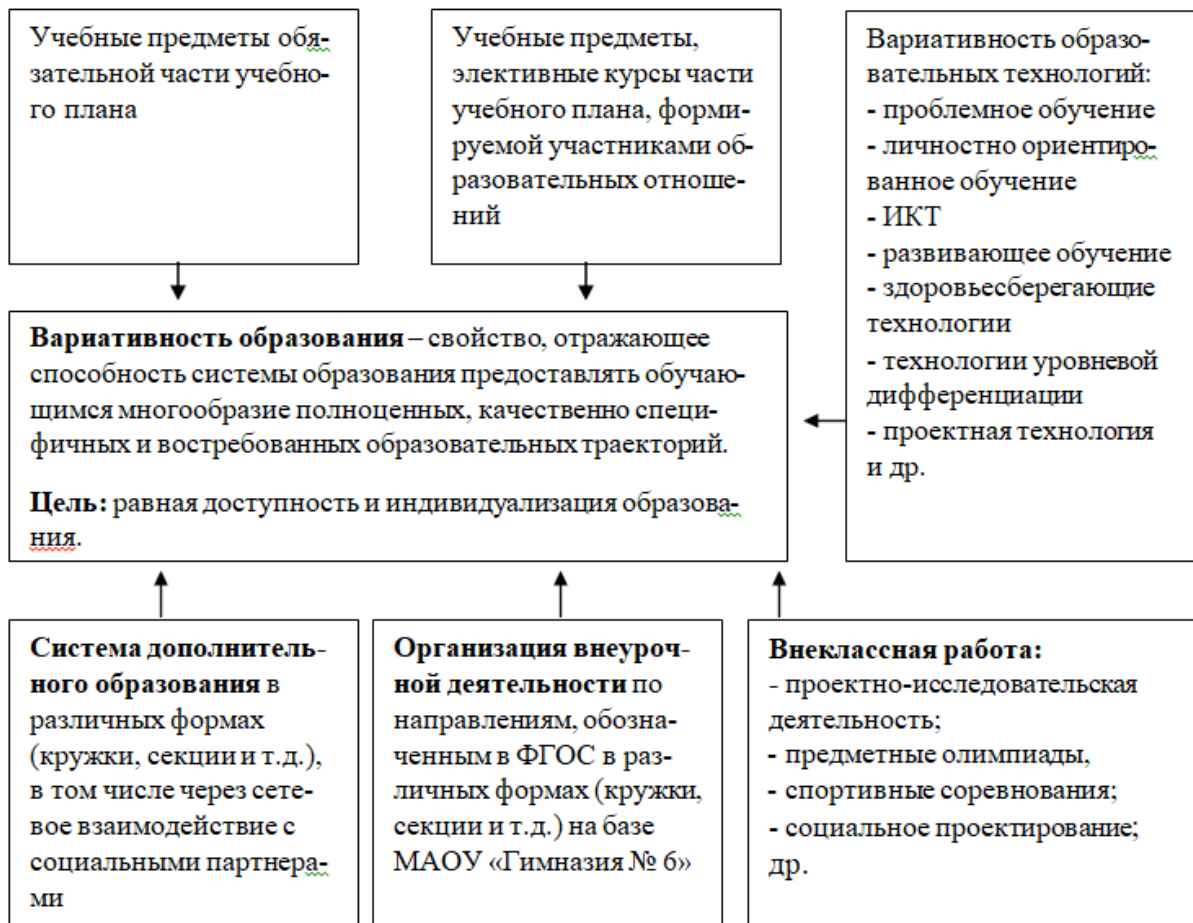 Учебные предметы обя-
зательной части учебно-
го плана
Учебные предметы,
элективные курсы части
учебного плана, форми-
руемой участниками об-
разовательных отноше-
ний
Вариативность образо-
вательных технологий:
- проблемное обучение
- личностно ориентиро-
ванное обучение
- ИКТ
- развивающее обучение
- здоровьесберегающие
технологии
- технологии уровневой
дифференциации
- проектная технология
и др.
Вариативность образования – свойство, отражающее
способность системы образования предоставлять обучаю-
щимся многообразие полноценных, качественно специ-
фичных и востребованных образовательных траекторий.
Цель: равная доступность и индивидуализация образова-
ния.
Система дополнитель-
ного образования в
различных формах
(кружки, секции и т.д.),
в том числе через сете-
вое взаимодействие с
социальными партнера-
ми
Организация внеуроч-
ной деятельности по
направлениям, обозна-
ченным в ФГОС в раз-
личных формах (кружки,
секции и т.д.) на базе
МАОУ «Гимназия № 6»
Внеклассная работа:
- проектно-исследовательская
деятельность;
- предметные олимпиады,
- спортивные соревнования;
- социальное проектирование;
др.